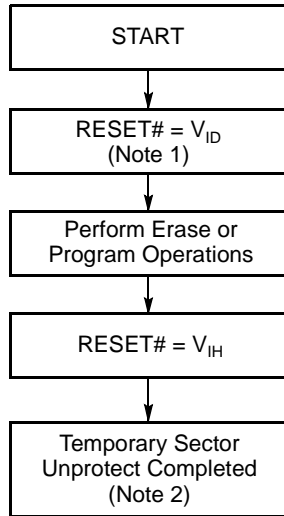 START
RESET# = VID
(Note 1)
Perform Erase or
Program Operations
RESET# = VIH
Temporary Sector
Unprotect Completed
(Note 2)